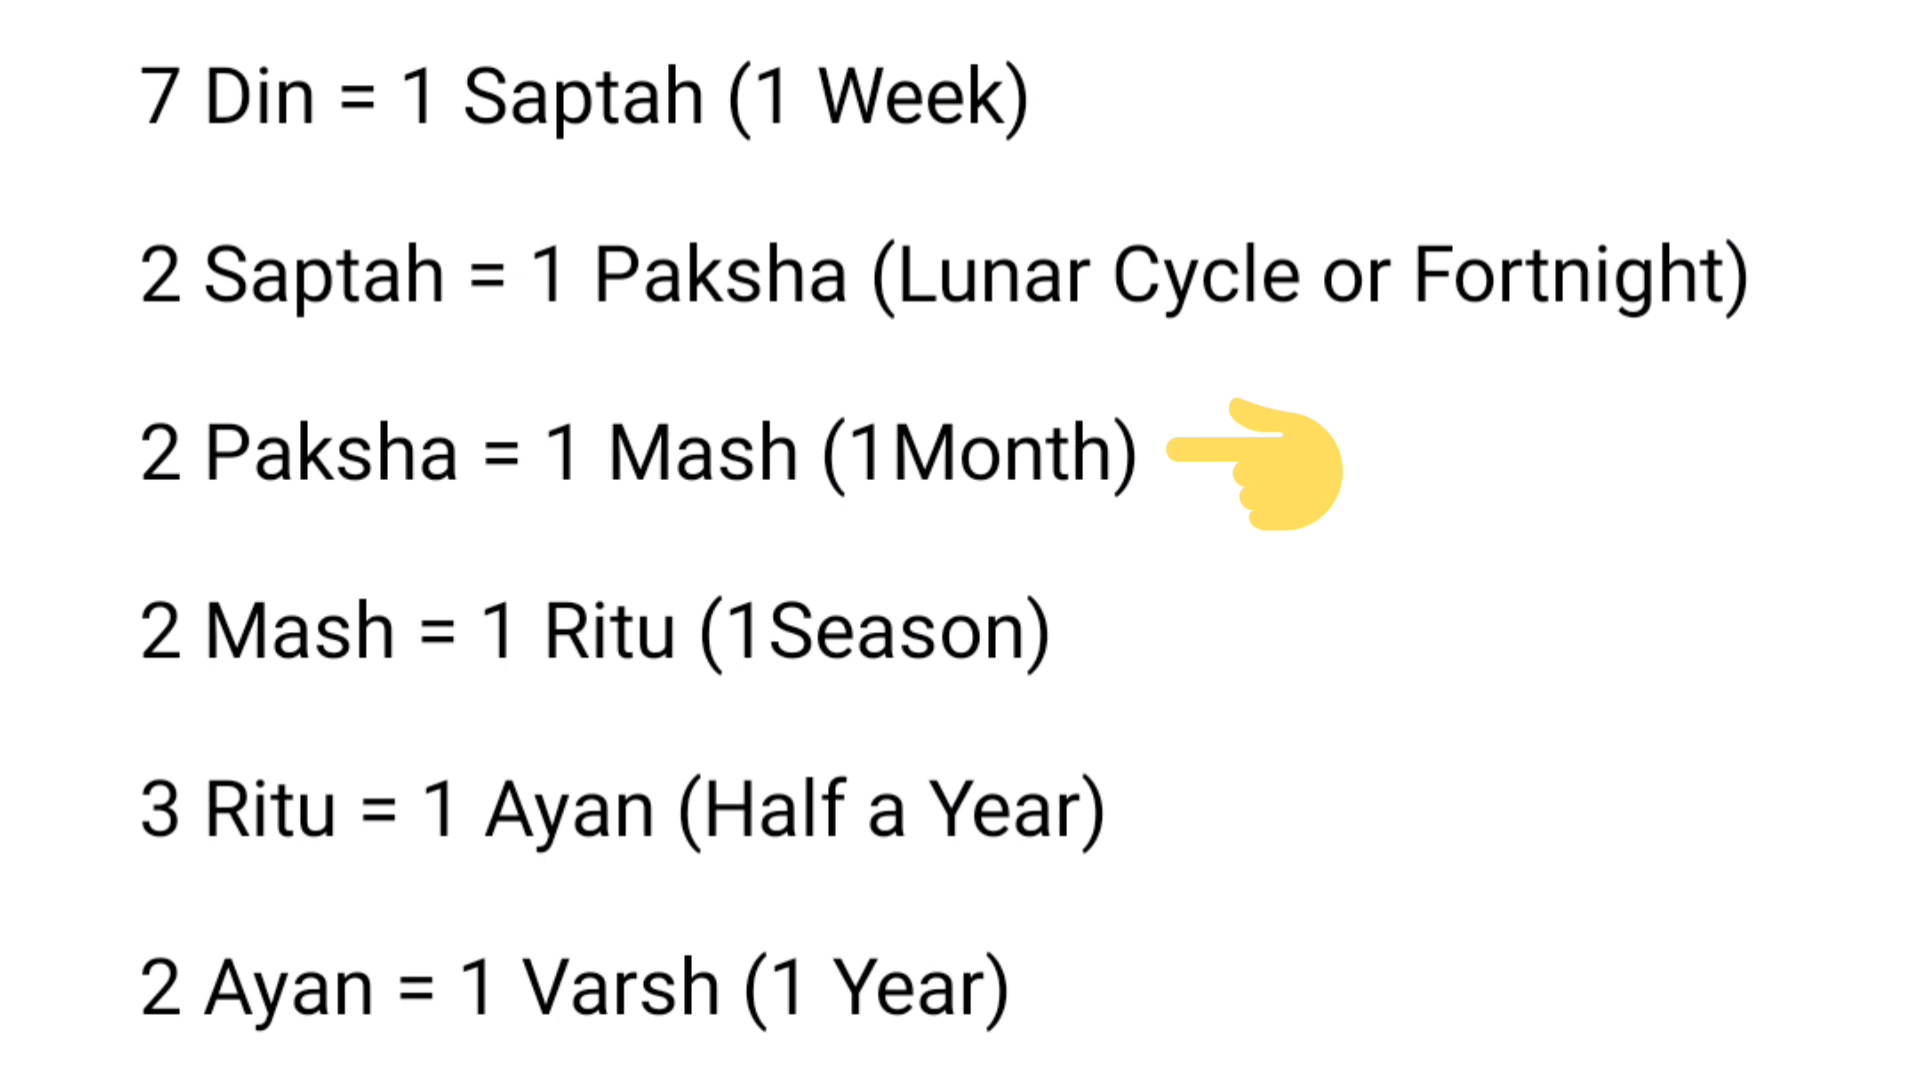 7 Din = 1 Saptah (1 Week)
2 Saptah = 1 Paksha (Lunar Cycle or Fortnight)
2 Paksha = 1 Mash (1Month)
2 Mash = 1 Ritu (1Season)
3 Ritu = 1 Ayan (Half a Year)
2 Ayan = 1 Varsh (1 Year)